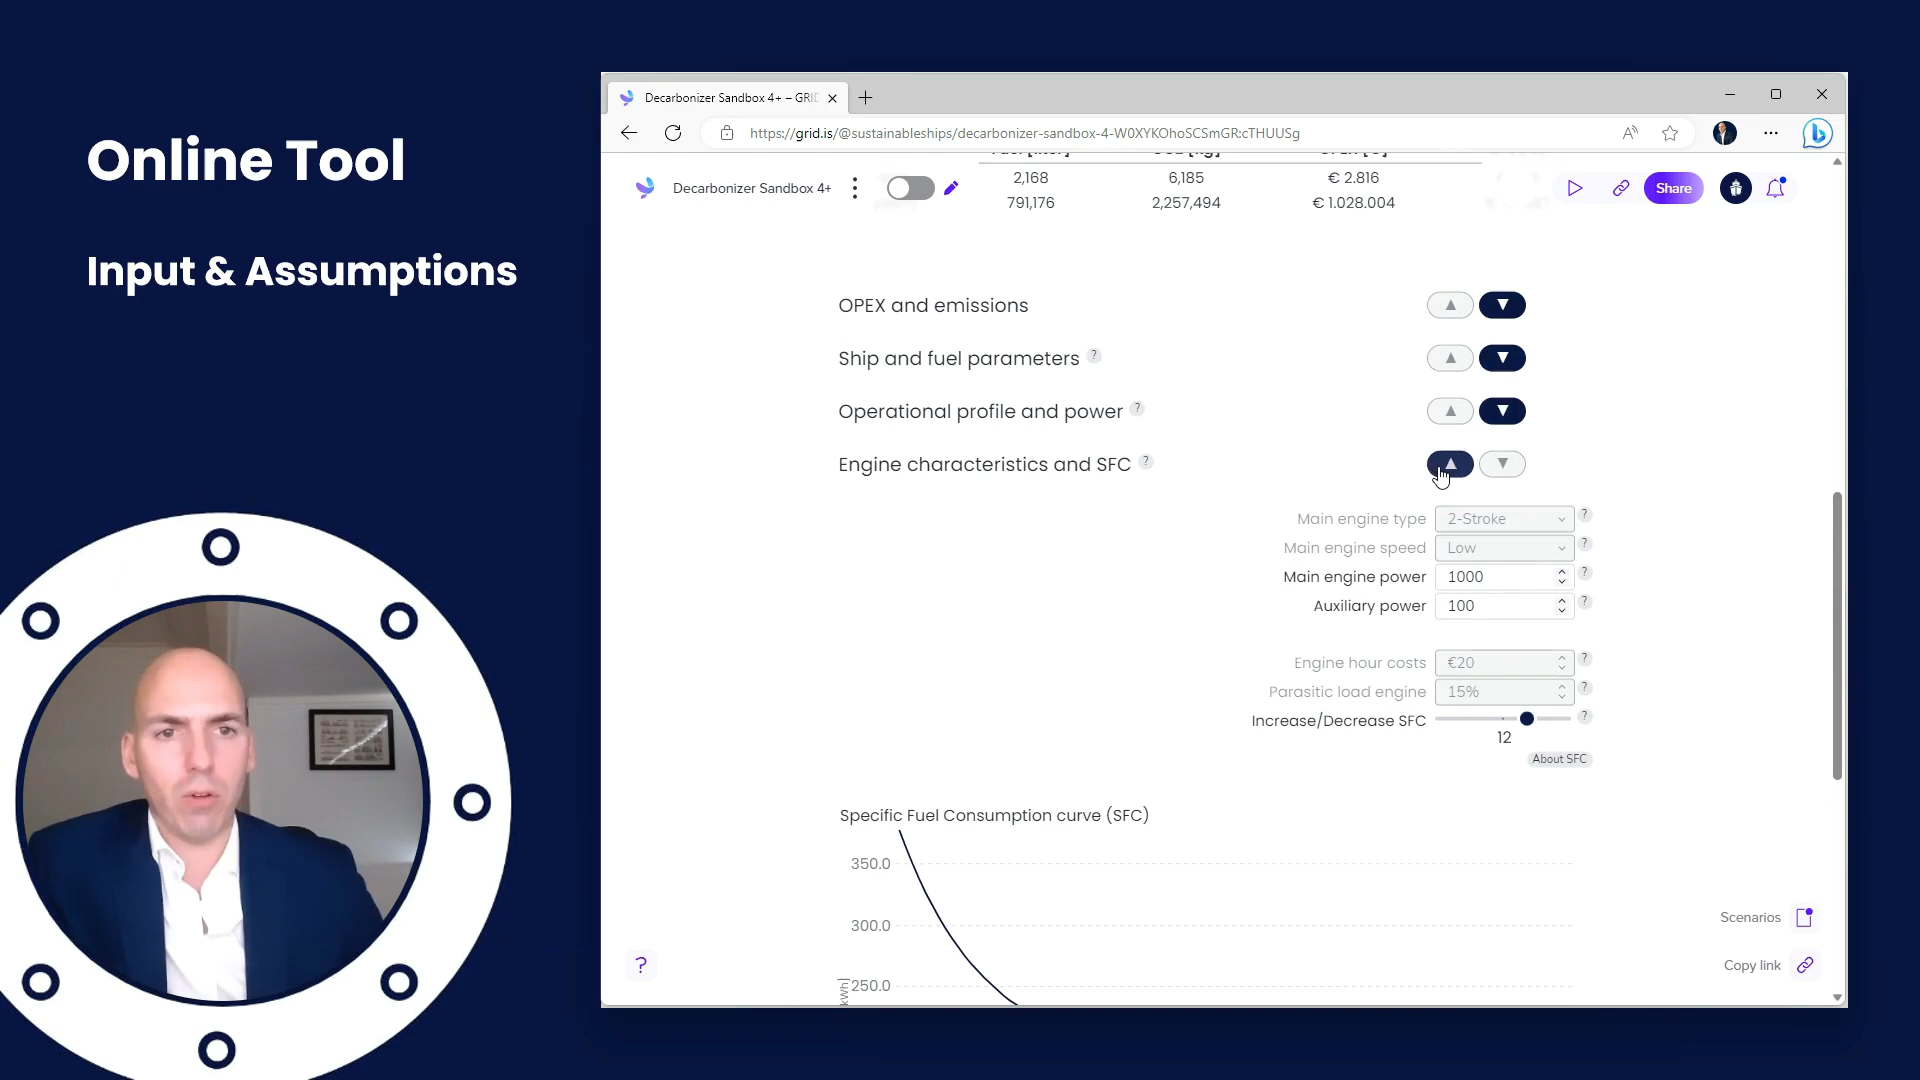 Online Tool
Input & Assumptions
Decarbonizer Sandbox 4+ – GRID
https://grid.is/@sustainableships/decarbonizer-sandbox-4-W0XYKOhoSCSmGR:cTHUUSg
Decarbonizer Sandbox 4+
2,168 6,185 € 2.816
791,176 2,257,494 € 1.028.004
Share
OPEX and emissions
Ship and fuel parameters ?
Operational profile and power ?
Engine characteristics and SFC ?
Main engine type 2-Stroke ?
Main engine speed Low ?
Main engine power 1000 ?
Auxiliary power 100 ?
Engine hour costs €20 ?
Parasitic load engine 15% ?
Increase/Decrease SFC ?
12
About SFC
Specific Fuel Consumption curve (SFC)
350.0
300.0
250.0
kWh]
Scenarios
Copy link
?